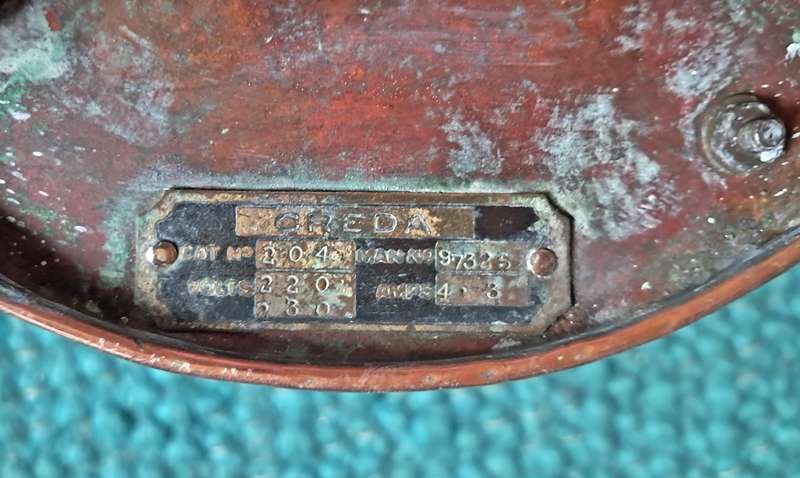 CREDA
CAT NO 204 MAN NO 97325
VOLTS 220 AMPS 4.3
230